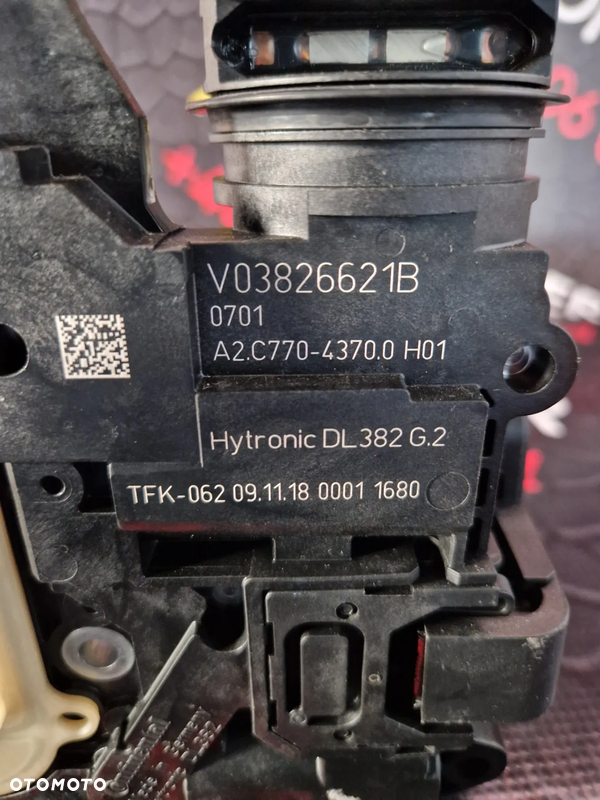 V03826621B
0701
A2.C770-4370.0 H01
Hytronic DL382 G.2
TFK-062 09.11.18 0001 1680
OTOMOTO